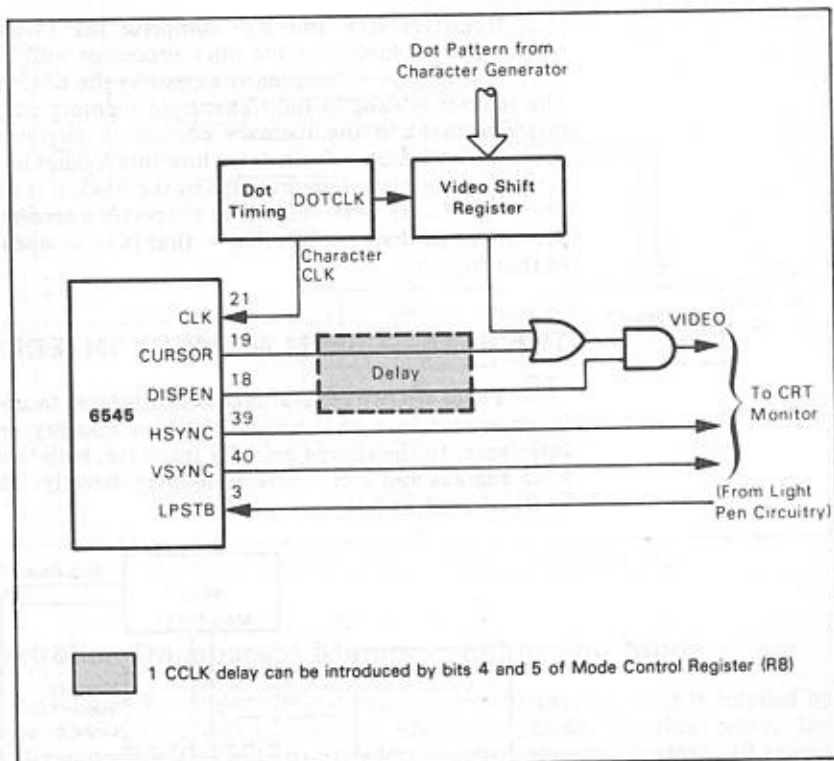 Dot Pattern from
Character Generator
Dot
Timing
DOTCLK
Video Shift
Register
Character
CLK
6545
CLK
21
CURSOR
19
DISPEN
18
HSYNC
39
VSYNC
40
LPSTB
3
Delay
VIDEO
To CRT
Monitor
(From Light
Pen Circuitry)
1 CCLK delay can be introduced by bits 4 and 5 of Mode Control Register (R8)